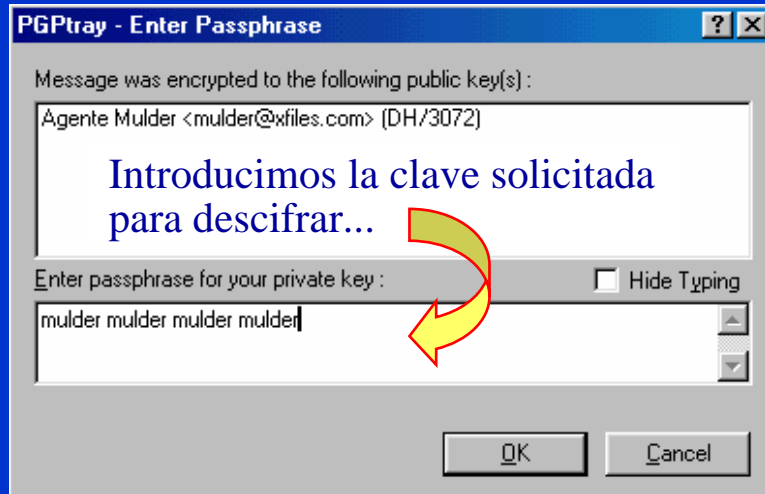 PGPtray - Enter Passphrase
Message was encrypted to the following public key(s) :
Agente Mulder <mulder@xfiles.com> (DH/3072)
Introducimos la clave solicitada
para descifrar...
Enter passphrase for your private key :
Hide Typing
mulder mulder mulder mulder
OK
Cancel